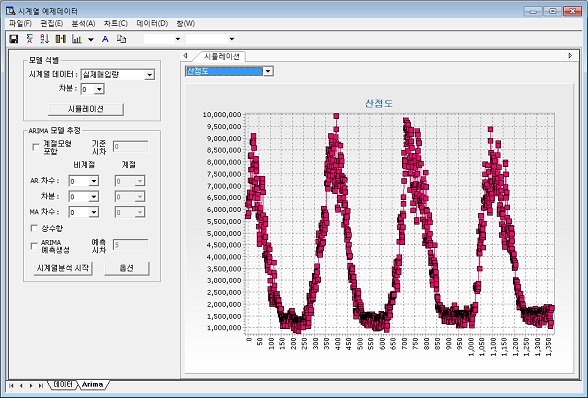 시계열 예제데이터
파일(F) 편집(E) 분석(A) 차트(C) 데이터(D) 창(W)
모델 식별
시계열 데이터 : 실제매입량
차분 : 0
시뮬레이션
ARIMA 모델 추정
계절모형 포함 기준 시차 0
비계절 계절
AR 차수 : 0 0
차분 : 0 0
MA 차수 : 0 0
상수항
ARIMA 예측생성 예측 시차 5
시계열분석 시작 옵션
시뮬레이션
산점도
산점도
10,000,000
9,500,000
9,000,000
8,500,000
8,000,000
7,500,000
7,000,000
6,500,000
6,000,000
5,500,000
5,000,000
4,500,000
4,000,000
3,500,000
3,000,000
2,500,000
2,000,000
1,500,000
1,000,000
0 50 100 150 200 250 300 350 400 450 500 550 600 650 700 750 800 850 900 950 1,000 1,050 1,100 1,150 1,200 1,250 1,300 1,350
데이터 Arima